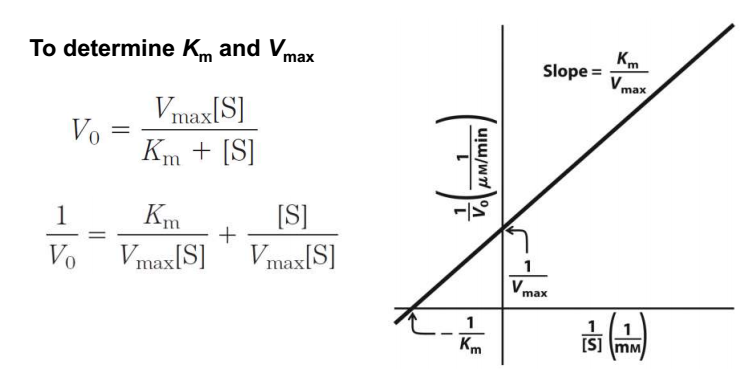 To determine Kₘ and Vₘₐₓ
V₀ = Vₘₐₓ[S] / Kₘ + [S]
1/V₀ = Kₘ/Vₘₐₓ[S] + [S]/Vₘₐₓ[S]
Slope = Kₘ/Vₘₐₓ
1/V₀ (1/μM/min)
1/Vₘₐₓ
− 1/Kₘ
1/[S] (1/mM)